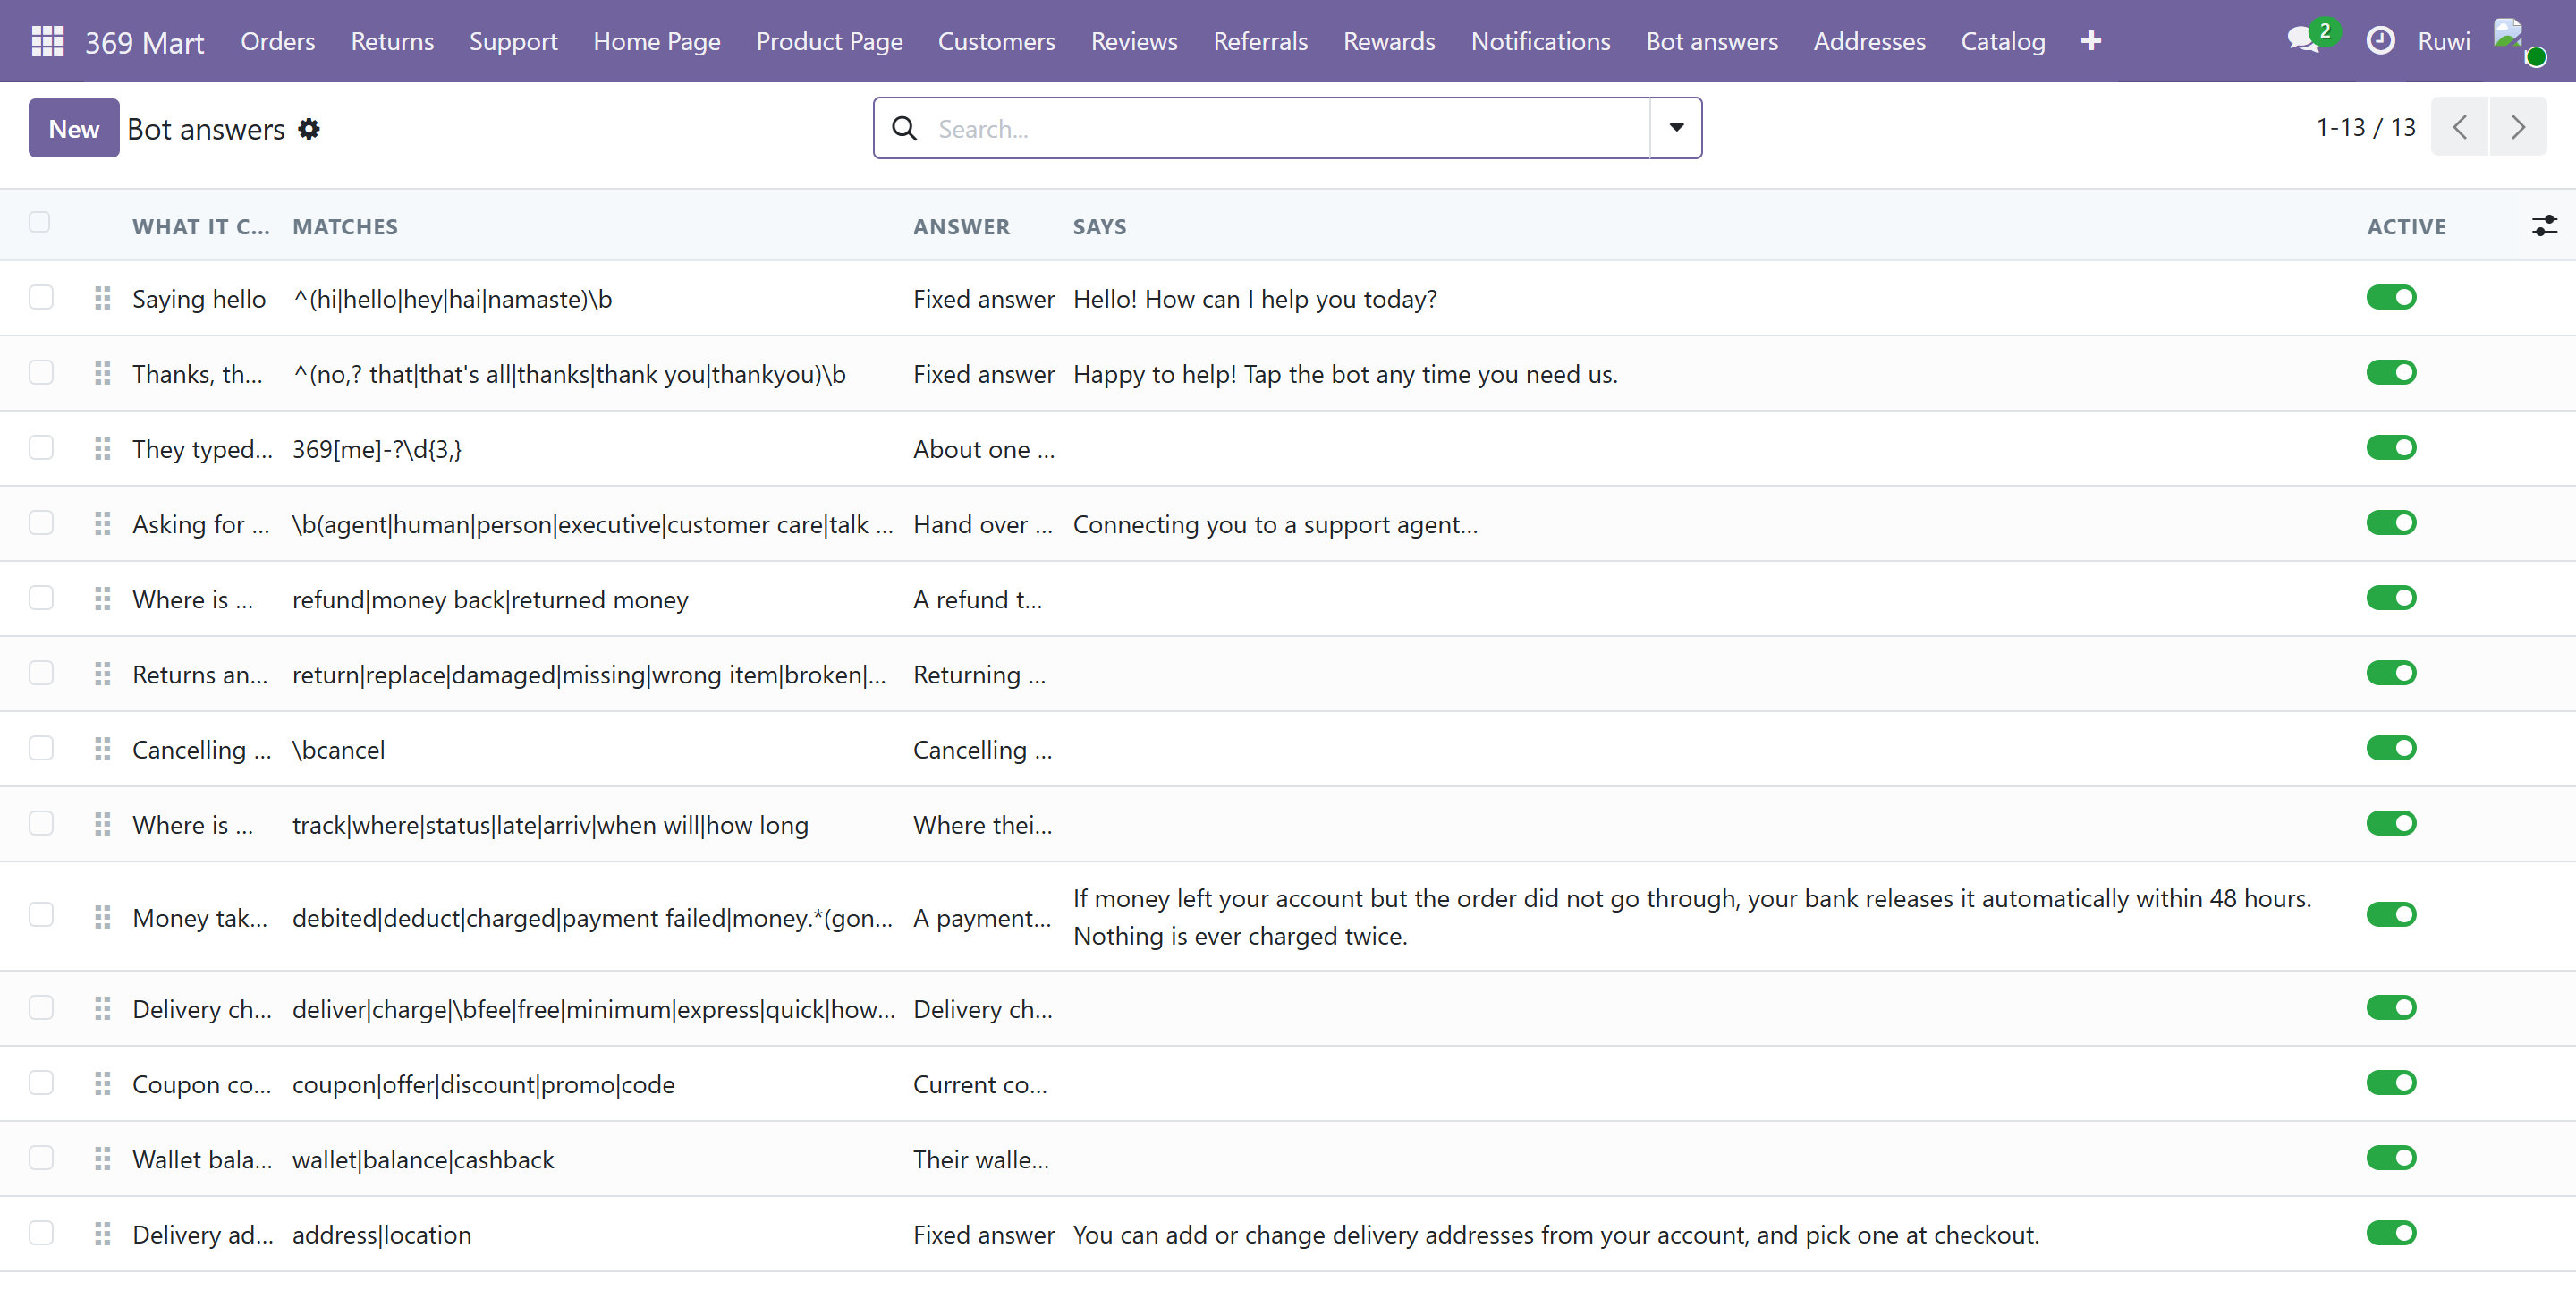 369 Mart Orders Returns Support Home Page Product Page Customers Reviews Referrals Rewards Notifications Bot answers Addresses Catalog 2 Ruwi
New Bot answers Search... 1-13 / 13
WHAT IT C... MATCHES ANSWER SAYS ACTIVE
Saying hello ^(hi|hello|hey|hai|namaste)\b Fixed answer Hello! How can I help you today?
Thanks, th... ^(no,? that|that's all|thanks|thank you|thankyou)\b Fixed answer Happy to help! Tap the bot any time you need us.
They typed... 369[me]-?\d{3,} About one ...
Asking for ... \b(agent|human|person|executive|customer care|talk ... Hand over ... Connecting you to a support agent...
Where is ... refund|money back|returned money A refund t...
Returns an... return|replace|damaged|missing|wrong item|broken|... Returning ...
Cancelling ... \bcancel Cancelling ...
Where is ... track|where|status|late|arriv|when will|how long Where thei...
Money tak... debited|deduct|charged|payment failed|money.*(gon... A payment... If money left your account but the order did not go through, your bank releases it automatically within 48 hours.
Nothing is ever charged twice.
Delivery ch... deliver|charge|\bfee|free|minimum|express|quick|how... Delivery ch...
Coupon co... coupon|offer|discount|promo|code Current co...
Wallet bala... wallet|balance|cashback Their walle...
Delivery ad... address|location Fixed answer You can add or change delivery addresses from your account, and pick one at checkout.